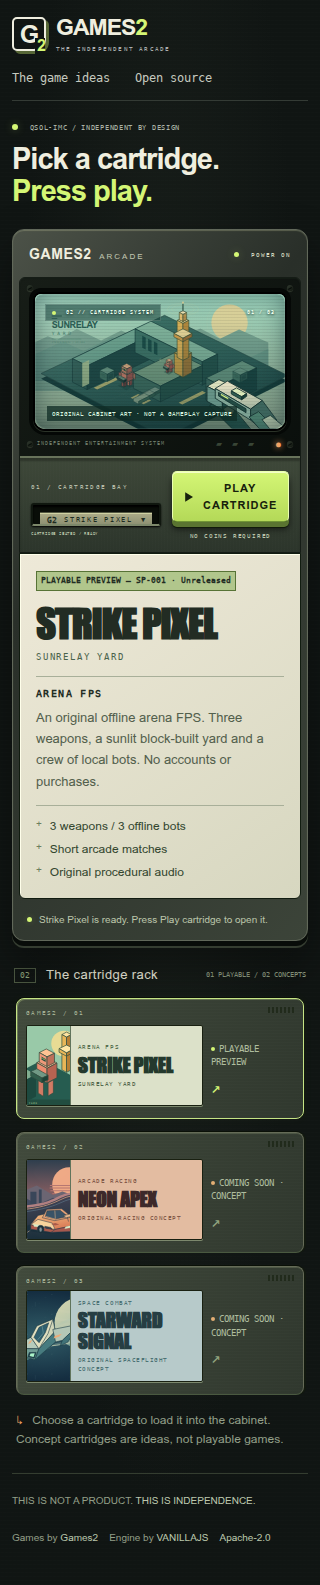 G2
GAMES2
THE INDEPENDENT ARCADE
The game ideas Open source
QSOL-IMC / INDEPENDENT BY DESIGN
Pick a cartridge.
Press play.
GAMES2 ARCADE
POWER ON
02 // CARTRIDGE SYSTEM
01 / 03
SUNRELAY
ORIGINAL CABINET ART · NOT A GAMEPLAY CAPTURE
INDEPENDENT ENTERTAINMENT SYSTEM
01 / CARTRIDGE BAY
G2 STRIKE PIXEL ▼
CARTRIDGE SEATED / READY
PLAY
CARTRIDGE
NO COINS REQUIRED
PLAYABLE PREVIEW — SP-001 · Unreleased
STRIKE PIXEL
SUNRELAY YARD
ARENA FPS
An original offline arena FPS. Three
weapons, a sunlit block-built yard and a
crew of local bots. No accounts or
purchases.
+ 3 weapons / 3 offline bots
+ Short arcade matches
+ Original procedural audio
Strike Pixel is ready. Press Play cartridge to open it.
02 The cartridge rack
01 PLAYABLE / 02 CONCEPTS
GAMES2 / 01
ARENA FPS
STRIKE PIXEL
SUNRELAY YARD
PLAYABLE
PREVIEW
↗
GAMES2 / 02
ARCADE RACING
NEON APEX
ORIGINAL RACING CONCEPT
COMING SOON ·
CONCEPT
↗
GAMES2 / 03
SPACE COMBAT
STARWARD
SIGNAL
ORIGINAL SPACEFLIGHT
CONCEPT
COMING SOON ·
CONCEPT
↗
↳ Choose a cartridge to load it into the cabinet.
Concept cartridges are ideas, not playable games.
THIS IS NOT A PRODUCT. THIS IS INDEPENDENCE.
Games by Games2 Engine by VANILLAJS Apache-2.0